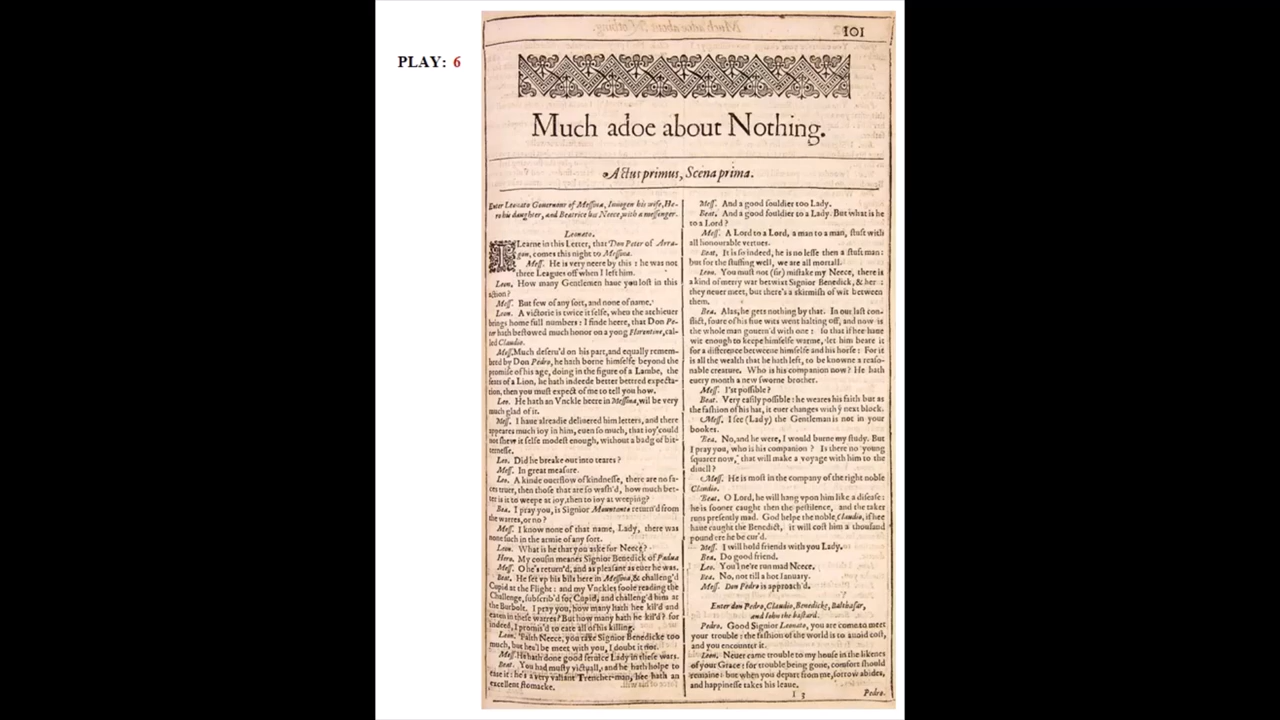 PLAY: 6
101
Much adoe about Nothing.
Actus primus, Scena prima.
Enter Leonato Gouernour of Messina, Innogen his wife, He-
ro his daughter, and Beatrice his Neece, with a messenger.
Leonato.
I Learne in this Letter, that Don Peter of Arra-
gon, comes this night to Messina.
Mess. He is very neere by this : he was not
three Leagues off when I left him.
Leon. How many Gentlemen haue you lost in this
action?
Mess. But few of any sort, and none of name.
Leon. A victorie is twice it selfe, when the atchieuer
brings home full numbers : I finde heere, that Don Pe-
ter hath bestowed much honor on a yong Florentine, cal-
led Claudio.
Mess. Much deseru'd on his part, and equally remem-
bred by Don Pedro, he hath borne himselfe beyond the
promise of his age, doing in the figure of a Lambe, the
feats of a Lion, he hath indeede better bettred expecta-
tion, then you must expect of me to tell you how.
Leo. He hath an Vnckle heere in Messina, wil be very
much glad of it.
Mess. I haue alreadie deliuered him letters, and there
appeares much ioy in him, euen so much, that ioy could
not shew it selfe modest enough, without a badg of bit-
ternesse.
Leo. Did he breake out into teares?
Mess. In great measure.
Leo. A kinde ouerflow of kindnesse, there are no fa-
ces truer, then those that are so wash'd, how much bet-
ter is it to weepe at ioy, then to ioy at weeping?
Bea. I pray you, is Signior Mountanto return'd from
the warres, or no?
Mess. I know none of that name, Lady, there was
none such in the armie of any sort.
Leon. What is he that you aske for Neece?
Hero. My cousin meanes Signior Benedick of Padua
Mess. O he's return'd, and as pleasant as euer he was.
Beat. He set vp his bils here in Messina, & challeng'd
Cupid at the Flight : and my Vnckles foole reading the
Challenge, subscrib'd for Cupid, and challeng'd him at
the Burbolt. I pray you, how many hath hee kil'd and
eaten in these warres? But how many hath he kil'd? for
indeed, I promis'd to eate all of his killing.
Leon. 'Faith Neece, you taxe Signior Benedicke too
much, but hee'l be meet with you, I doubt it not.
Mess. He hath done good seruice Lady in these wars.
Beat. You had musty victuall, and he hath holpe to
ease it : he's a very valiant Trencher-man, hee hath an
excellent stomacke.
Mess. And a good souldier too Lady.
Beat. And a good souldier to a Lady. But what is he
to a Lord?
Mess. A Lord to a Lord, a man to a man, stuft with
all honourable vertues.
Beat. It is so indeed, he is no lesse then a stuft man :
but for the stuffing well, we are all mortall.
Leon. You must not (sir) mistake my Neece, there is
a kind of merry war betwixt Signior Benedick, & her :
they neuer meet, but there's a skirmish of wit between
them.
Bea. Alas, he gets nothing by that. In our last con-
flict, foure of his fiue wits went halting off, and now is
the whole man gouern'd with one : so that if hee haue
wit enough to keepe himselfe warme, let him beare it
for a difference betweene himselfe and his horse : For it
is all the wealth that he hath left, to be knowne a reaso-
nable creature. Who is his companion now? He hath
euery month a new sworne brother.
Mess. I'st possible?
Beat. Very easily possible : he weares his faith but as
the fashion of his hat, it euer changes with ẏ next block.
Mess. I see (Lady) the Gentleman is not in your
bookes.
Bea. No, and he were, I would burne my study. But
I pray you, who is his companion? Is there no young
squarer now, that will make a voyage with him to the
diuell?
Mess. He is most in the company of the right noble
Claudio.
Beat. O Lord, he will hang vpon him like a disease :
he is sooner caught then the pestilence, and the taker
runs presently mad. God helpe the noble Claudio, if hee
haue caught the Benedict, it will cost him a thousand
pound ere he be cur'd.
Mess. I will hold friends with you Lady.
Bea. Do good friend.
Leo. You'l ne're run mad Neece.
Bea. No, not till a hot Ianuary.
Mess. Don Pedro is approach'd.
Enter don Pedro, Claudio, Benedicke, Balthasar,
and Iohn the bastard.
Pedro. Good Signior Leonato, you are come to meet
your trouble : the fashion of the world is to auoid cost,
and you encounter it.
Leon. Neuer came trouble to my house in the likenes
of your Grace : for trouble being gone, comfort should
remaine : but when you depart from me, sorrow abides,
and happinesse takes his leaue.
I 3
Pedro.